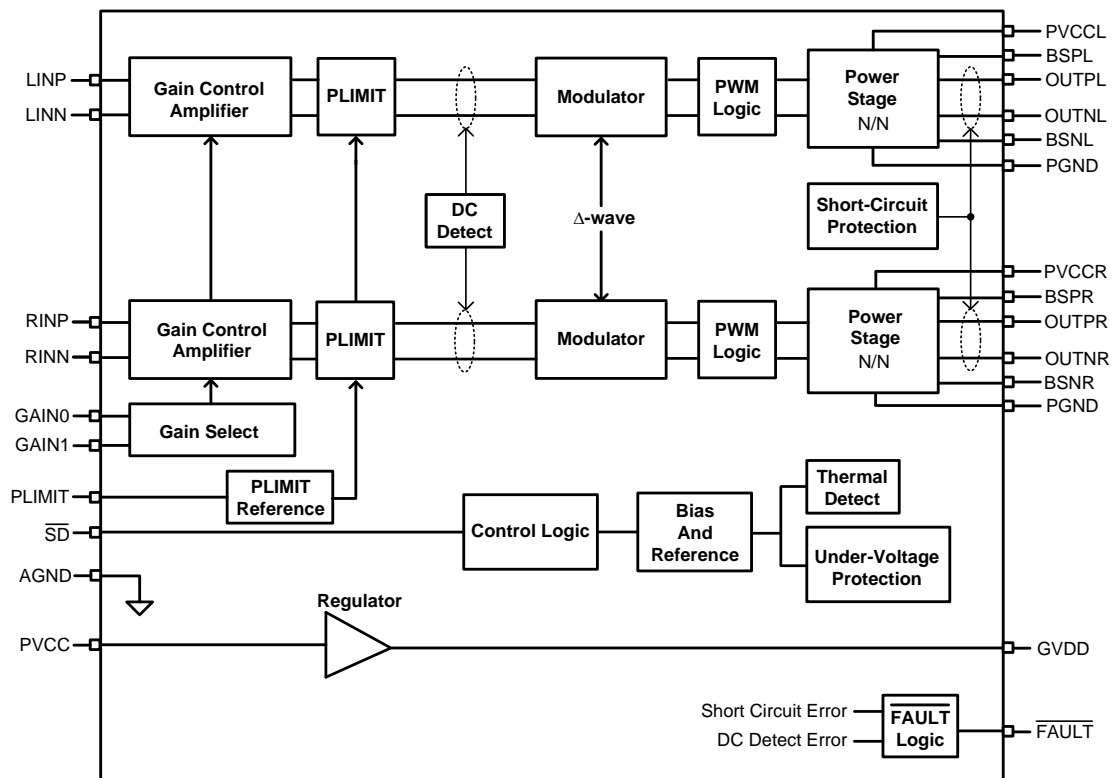 PVCCL
BSPL
LINP
Gain Control
Amplifier
PLIMIT
Modulator
PWM
Logic
Power
Stage
N/N
OUTPL
LINN
OUTNL
BSNL
PGND
DC
Detect
Δ-wave
Short-Circuit
Protection
PVCCR
BSPR
RINP
Gain Control
Amplifier
PLIMIT
Modulator
PWM
Logic
Power
Stage
N/N
OUTPR
RINN
OUTNR
BSNR
PGND
GAIN0
GAIN1
Gain Select
PLIMIT
PLIMIT
Reference
Thermal
Detect
SD
Control Logic
Bias
And
Reference
Under-Voltage
Protection
AGND
Regulator
PVCC
GVDD
Short Circuit Error
DC Detect Error
FAULT
Logic
FAULT